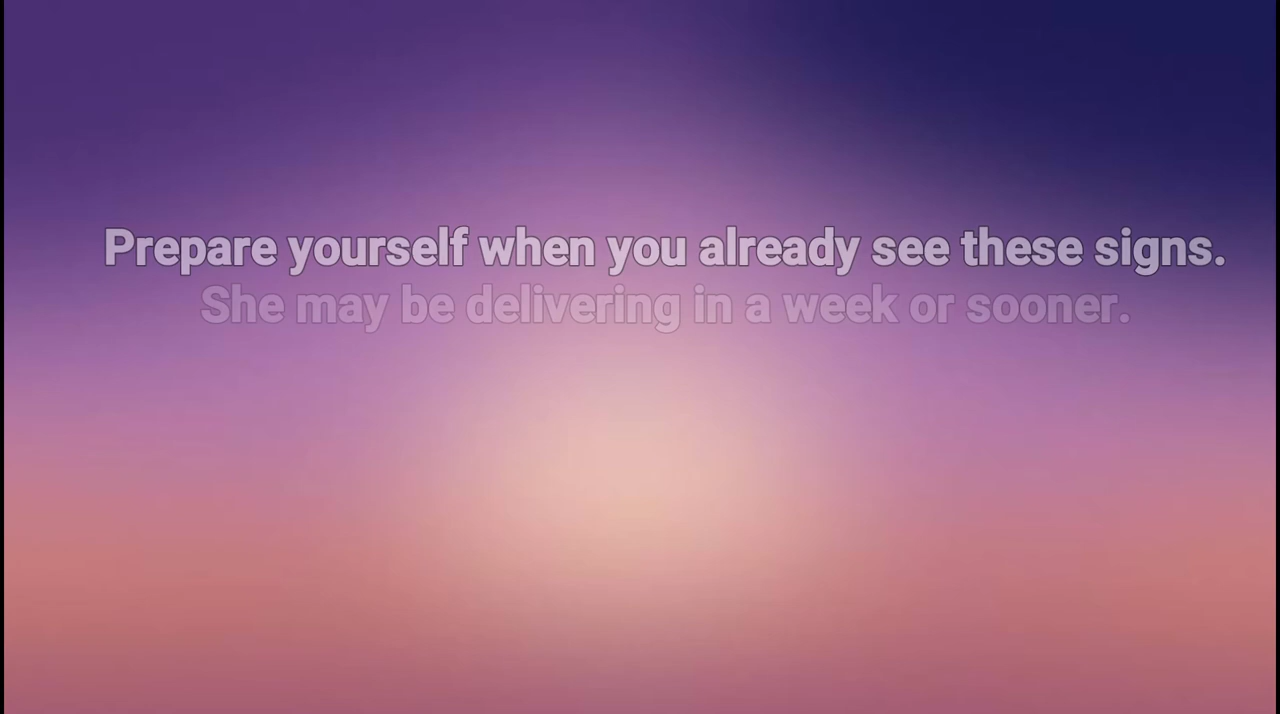 Prepare yourself when you already see these signs.
She may be delivering in a week or sooner.